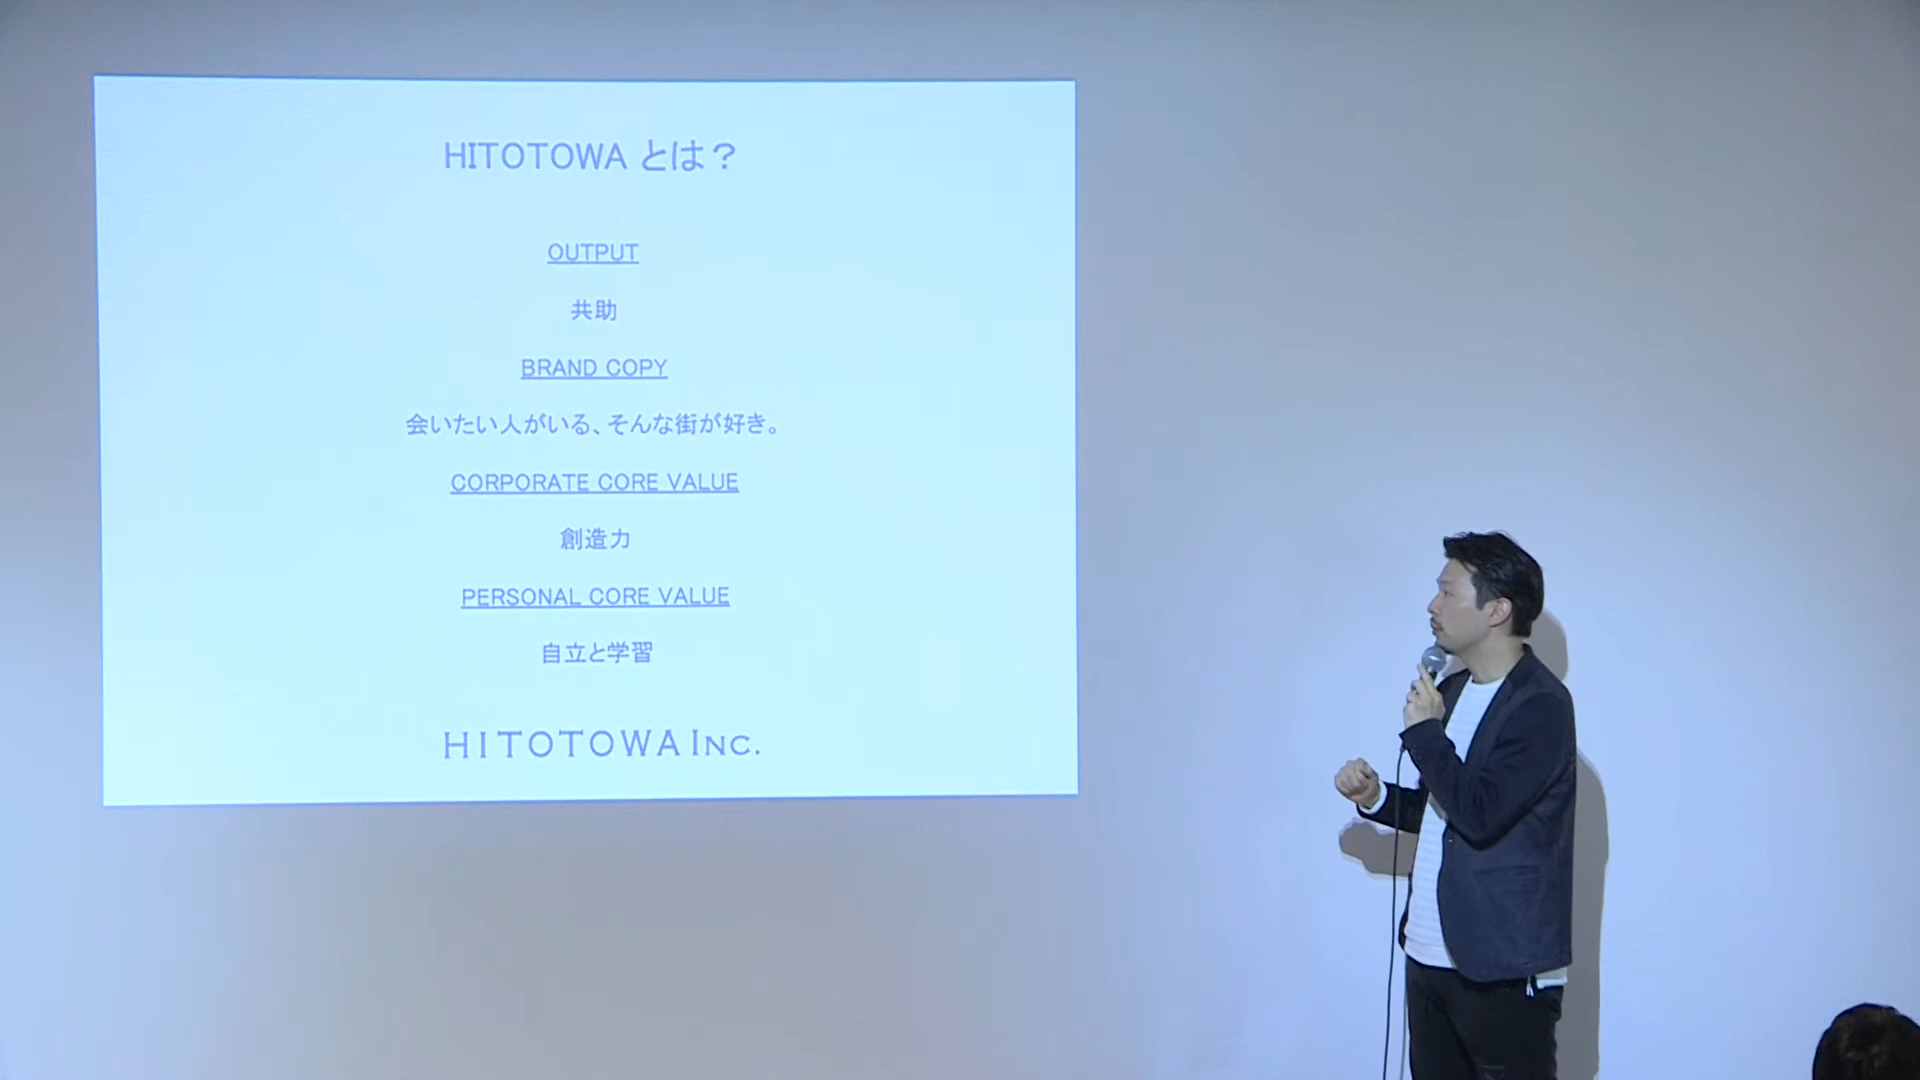 HITOTOWA とは？
OUTPUT
共助
BRAND COPY
会いたい人がいる、そんな街が好き。
CORPORATE CORE VALUE
創造力
PERSONAL CORE VALUE
自立と学習
HITOTOWA INC.